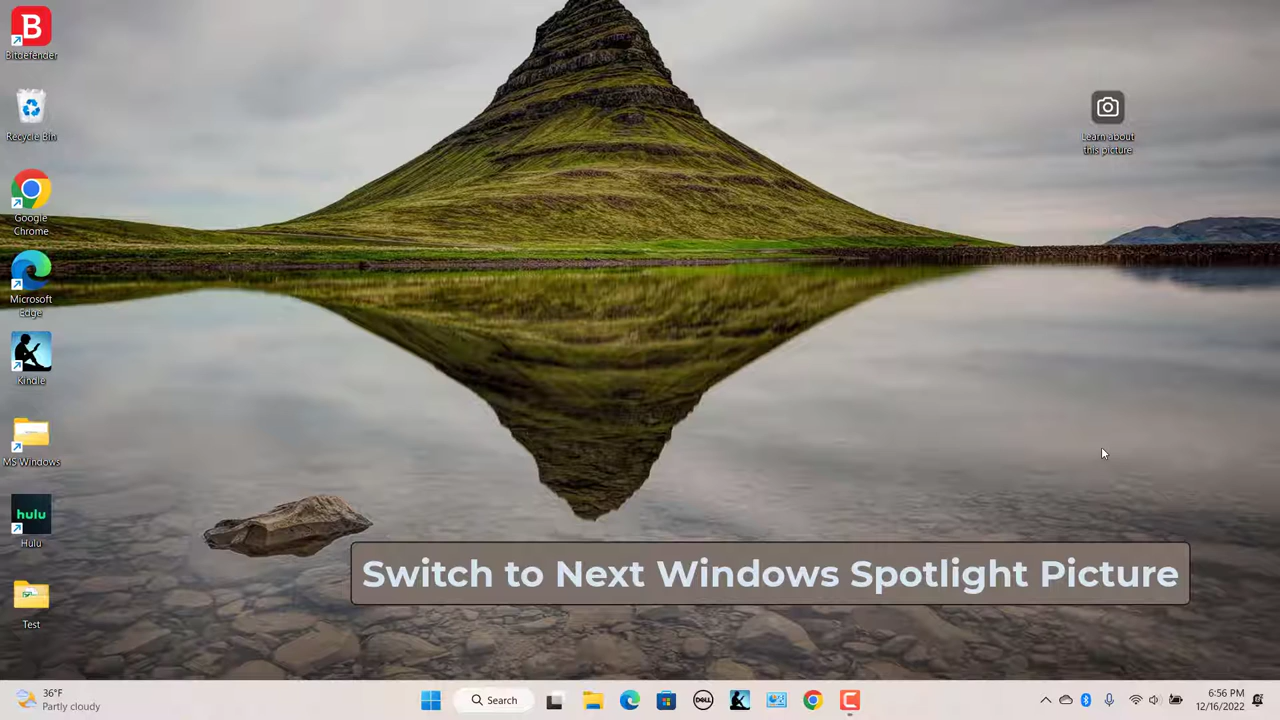 B
Bitdefender
Recycle Bin
Google
Chrome
Microsoft
Edge
Kindle
MS Windows
hulu
Hulu
Test
Learn about
this picture
Switch to Next Windows Spotlight Picture
36°F
Partly cloudy
Search
DELL
6:56 PM
12/16/2022